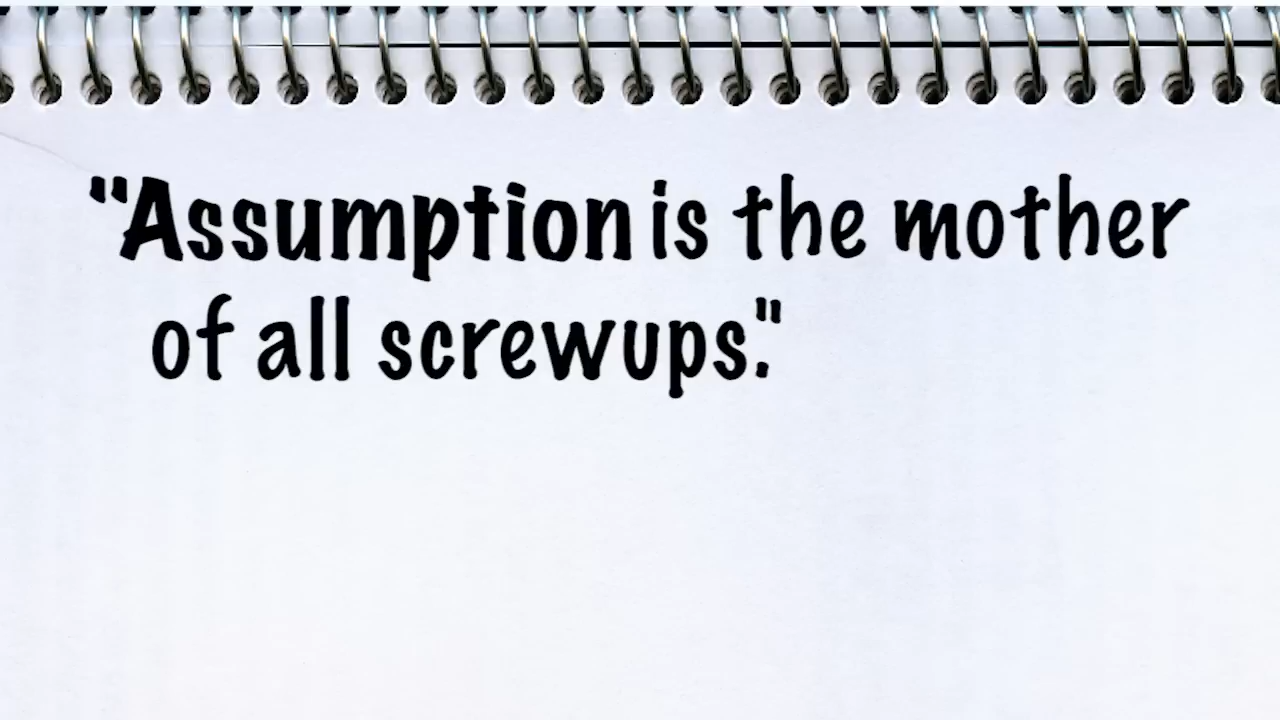 "Assumption is the mother
of all screwups."